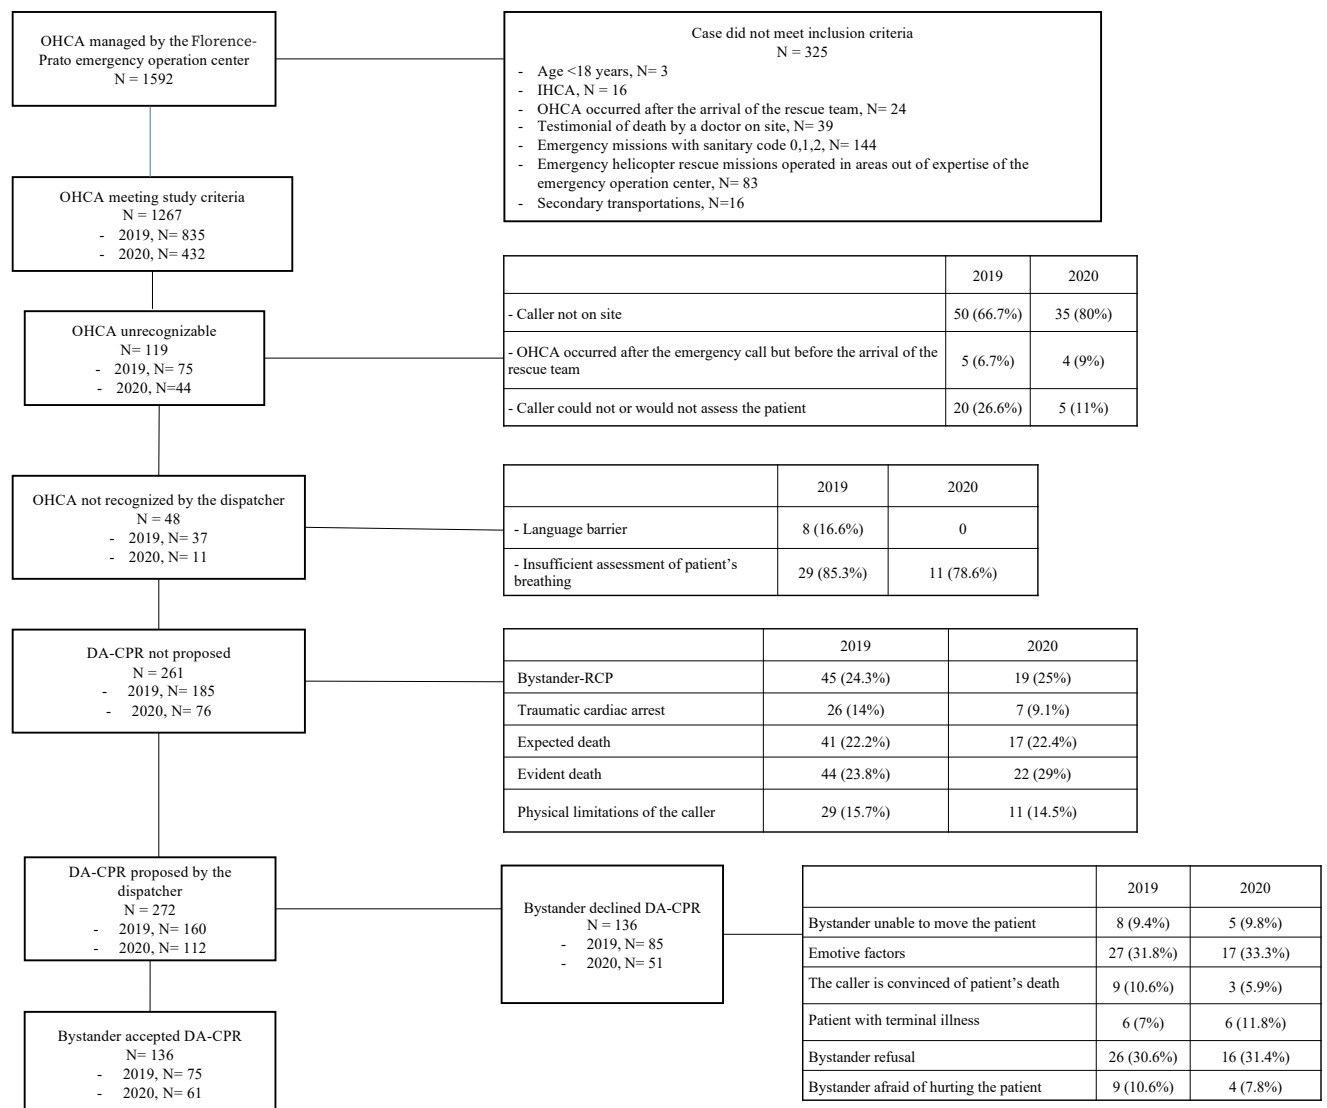 OHCA managed by the Florence-
Prato emergency operation center
N = 1592
Case did not meet inclusion criteria
N = 325
- Age <18 years, N= 3
- IHCA, N = 16
- OHCA occurred after the arrival of the rescue team, N= 24
- Testimonial of death by a doctor on site, N= 39
- Emergency missions with sanitary code 0,1,2, N= 144
- Emergency helicopter rescue missions operated in areas out of expertise of the
emergency operation center, N= 83
- Secondary transportations, N=16
OHCA meeting study criteria
N = 1267
- 2019, N= 835
- 2020, N= 432
OHCA unrecognizable
N= 119
- 2019, N= 75
- 2020, N=44
2019 2020
- Caller not on site 50 (66.7%) 35 (80%)
- OHCA occurred after the emergency call but before the arrival of the
rescue team 5 (6.7%) 4 (9%)
- Caller could not or would not assess the patient 20 (26.6%) 5 (11%)
OHCA not recognized by the dispatcher
N = 48
- 2019, N= 37
- 2020, N= 11
2019 2020
- Language barrier 8 (16.6%) 0
- Insufficient assessment of patient’s
breathing 29 (85.3%) 11 (78.6%)
DA-CPR not proposed
N = 261
- 2019, N= 185
- 2020, N= 76
2019 2020
Bystander-RCP 45 (24.3%) 19 (25%)
Traumatic cardiac arrest 26 (14%) 7 (9.1%)
Expected death 41 (22.2%) 17 (22.4%)
Evident death 44 (23.8%) 22 (29%)
Physical limitations of the caller 29 (15.7%) 11 (14.5%)
DA-CPR proposed by the
dispatcher
N = 272
- 2019, N= 160
- 2020, N= 112
Bystander declined DA-CPR
N = 136
- 2019, N= 85
- 2020, N= 51
2019 2020
Bystander unable to move the patient 8 (9.4%) 5 (9.8%)
Emotive factors 27 (31.8%) 17 (33.3%)
The caller is convinced of patient’s death 9 (10.6%) 3 (5.9%)
Patient with terminal illness 6 (7%) 6 (11.8%)
Bystander refusal 26 (30.6%) 16 (31.4%)
Bystander afraid of hurting the patient 9 (10.6%) 4 (7.8%)
Bystander accepted DA-CPR
N= 136
- 2019, N= 75
- 2020, N= 61